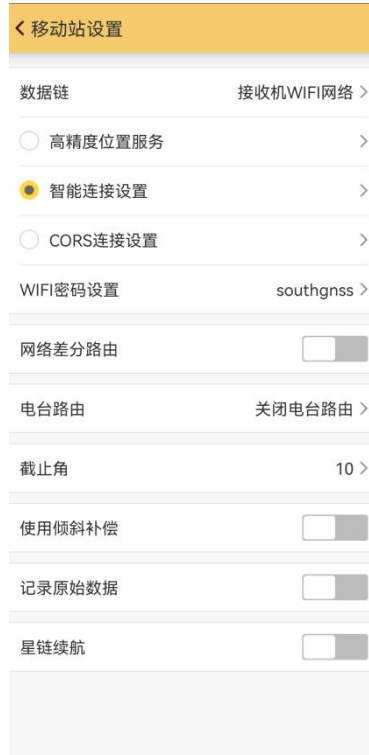 移动站设置
数据链 接收机WIFI网络
高精度位置服务
智能连接设置
CORS连接设置
WIFI密码设置 southgnss
网络差分路由
电台路由 关闭电台路由
截止角 10
使用倾斜补偿
记录原始数据
星链续航